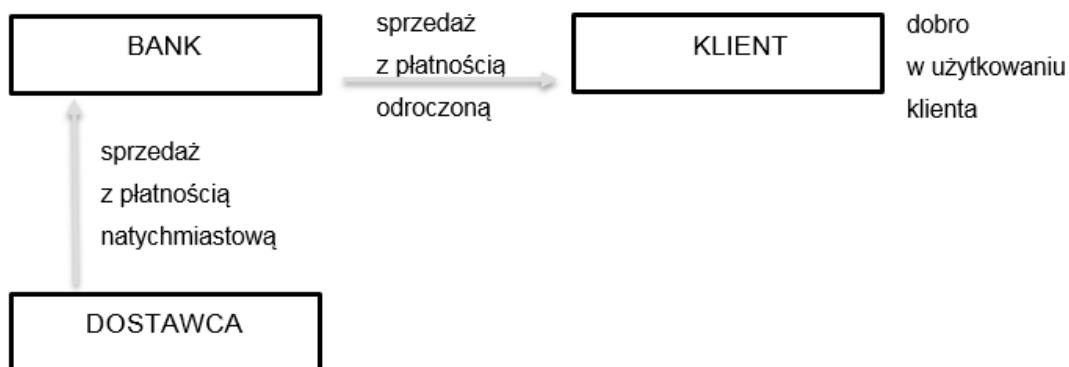 BANK
sprzedaż
z płatnością
odroczoną
KLIENT
dobro
w użytkowaniu
klienta
sprzedaż
z płatnością
natychmiastową
DOSTAWCA